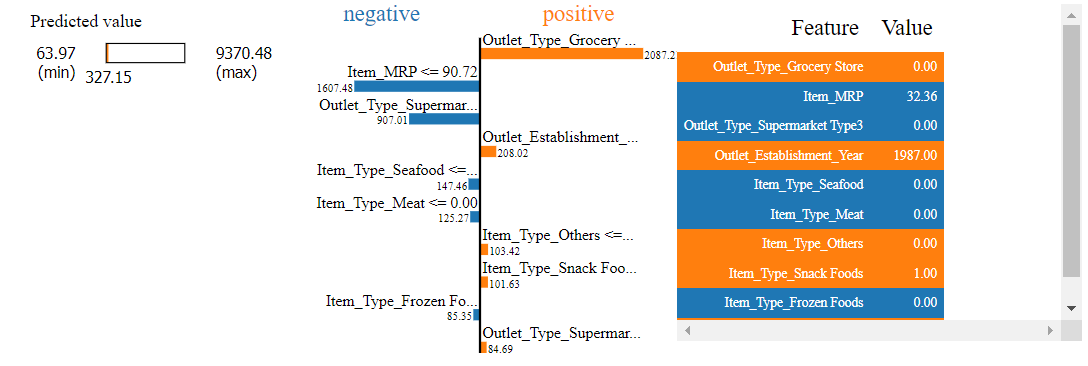 Predicted value
63.97
(min)
327.15
9370.48
(max)
negative
positive
Outlet_Type_Grocery ...
2087.2
Item_MRP <= 90.72
1607.48
Outlet_Type_Supermar...
907.01
Outlet_Establishment_...
208.02
Item_Type_Seafood <=...
147.46
Item_Type_Meat <= 0.00
125.27
Item_Type_Others <=...
103.42
Item_Type_Snack Foo...
101.63
Item_Type_Frozen Fo...
85.35
Outlet_Type_Supermar...
84.69
Feature Value
Outlet_Type_Grocery Store 0.00
Item_MRP 32.36
Outlet_Type_Supermarket Type3 0.00
Outlet_Establishment_Year 1987.00
Item_Type_Seafood 0.00
Item_Type_Meat 0.00
Item_Type_Others 0.00
Item_Type_Snack Foods 1.00
Item_Type_Frozen Foods 0.00